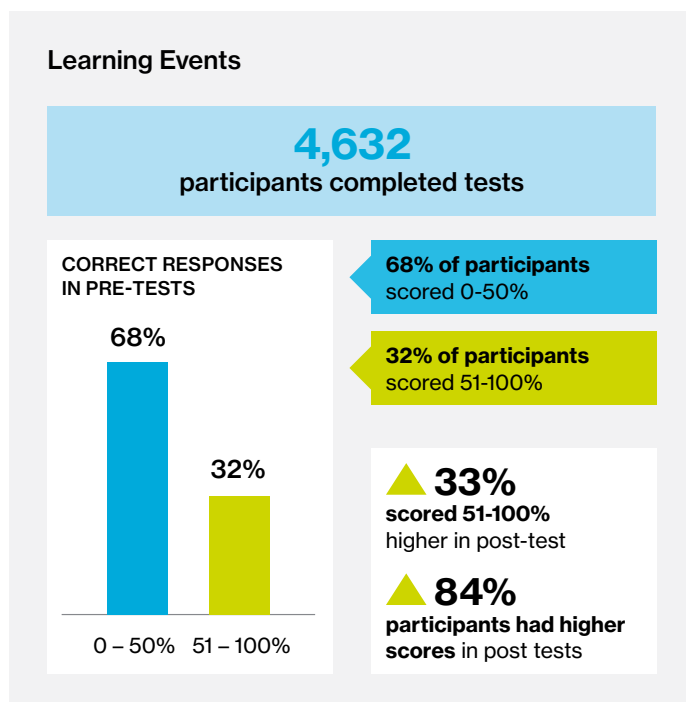 Learning Events
4,632
participants completed tests
CORRECT RESPONSES
IN PRE-TESTS
68%
32%
0 – 50%
51 – 100%
68% of participants
scored 0-50%
32% of participants
scored 51-100%
33%
scored 51-100%
higher in post-test
84%
participants had higher
scores in post tests